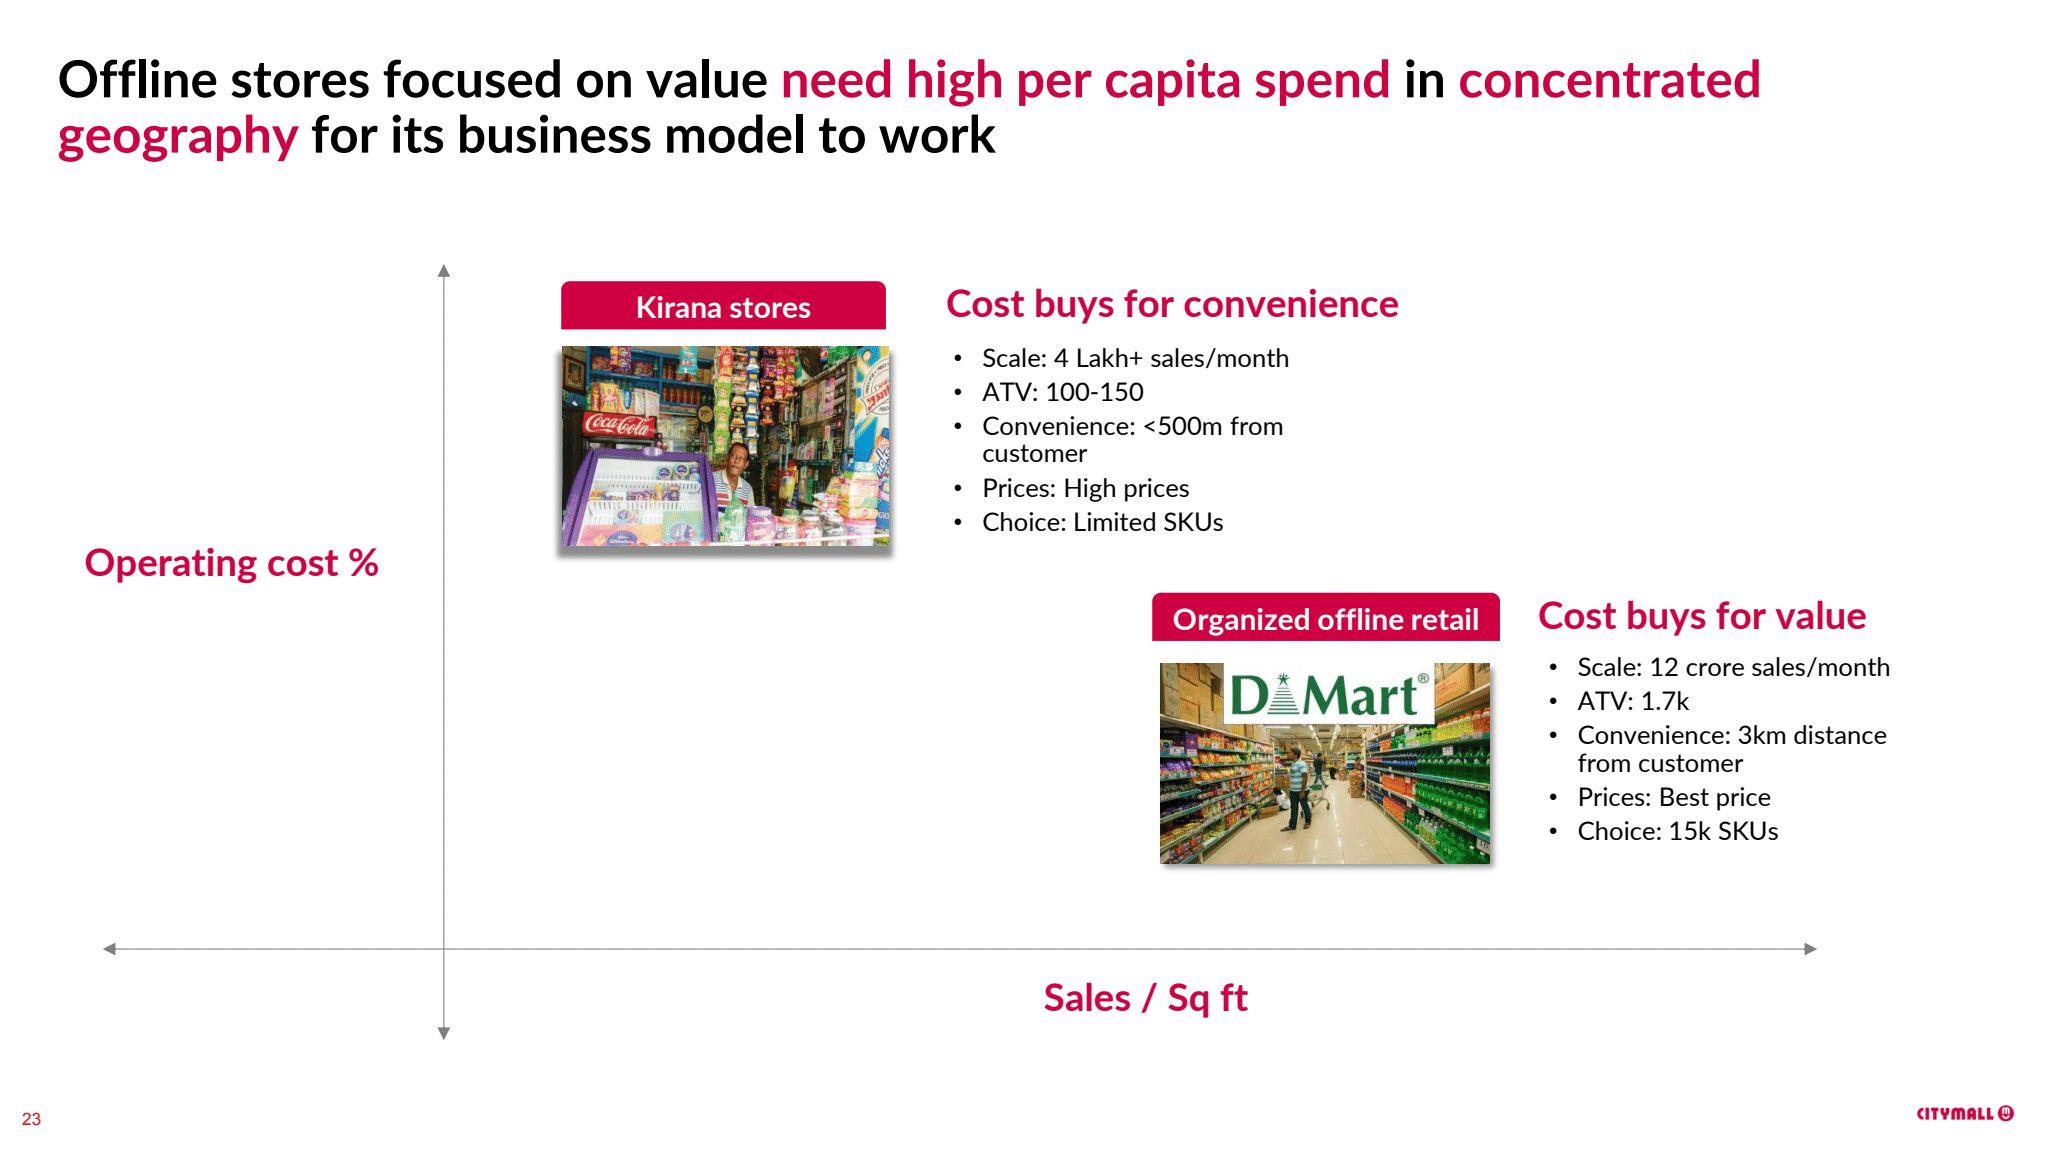 Offline stores focused on value need high per capita spend in concentrated
geography for its business model to work
Kirana stores
Coca-Cola
Cost buys for convenience
• Scale: 4 Lakh+ sales/month
• ATV: 100-150
• Convenience: <500m from
customer
• Prices: High prices
• Choice: Limited SKUs
Operating cost %
Organized offline retail
DMart®
Cost buys for value
• Scale: 12 crore sales/month
• ATV: 1.7k
• Convenience: 3km distance
from customer
• Prices: Best price
• Choice: 15k SKUs
Sales / Sq ft
23
CITYMALL